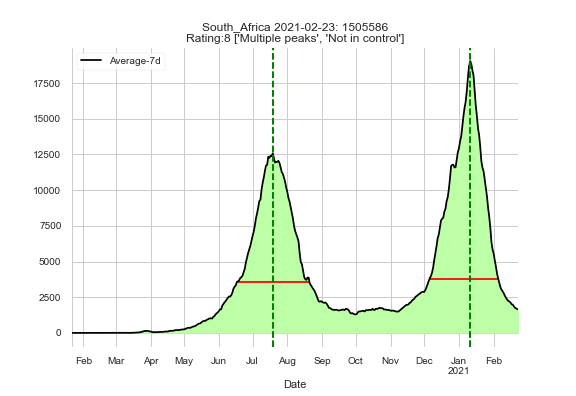 South_Africa 2021-02-23: 1505586
Rating:8 ['Multiple peaks', 'Not in control']
Average-7d
17500
15000
12500
10000
7500
5000
2500
0
Feb Mar Apr May Jun Jul Aug Sep Oct Nov Dec Jan Feb
2021
Date